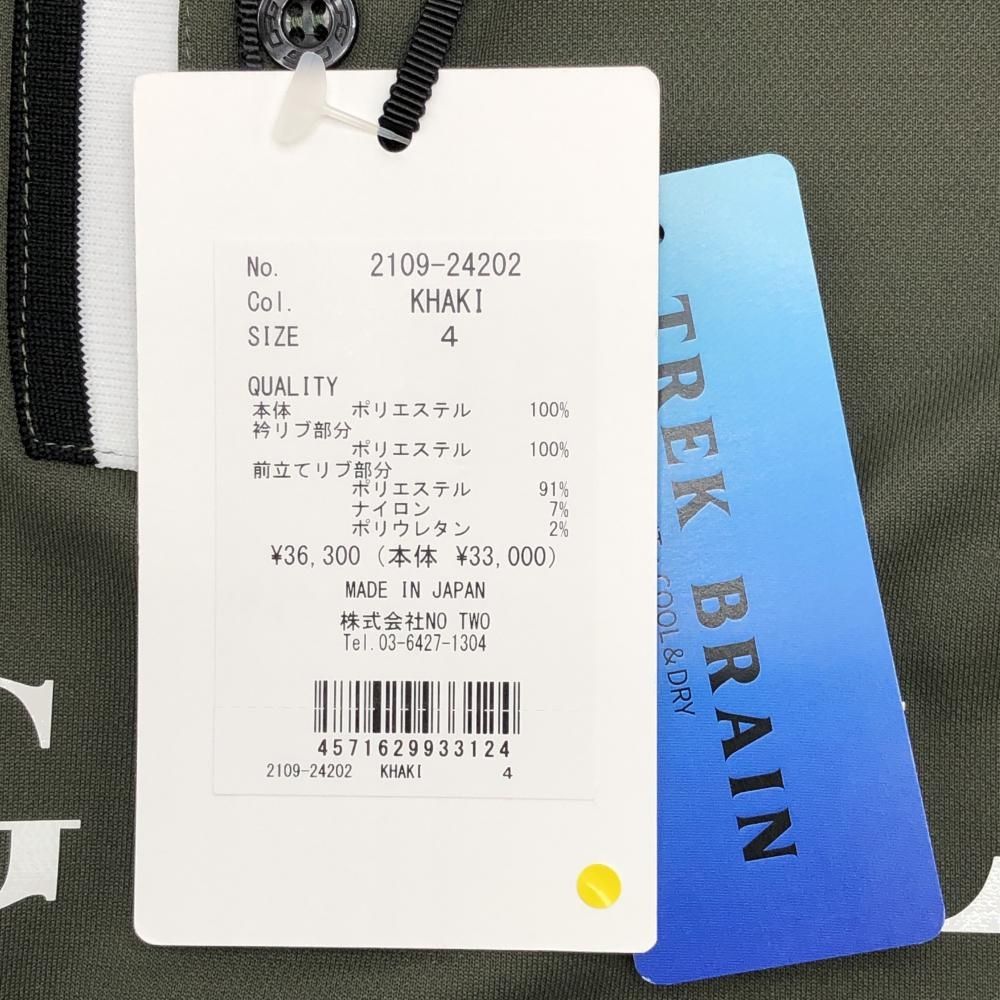 No. 2109-24202
Col. KHAKI
SIZE 4
QUALITY
本体 ポリエステル 100%
衿リブ部分
ポリエステル 100%
前立てリブ部分
ポリエステル 91%
ナイロン 7%
ポリウレタン 2%
¥36,300 (本体 ¥33,000)
MADE IN JAPAN
株式会社NO TWO
Tel.03-6427-1304
4571629933124
2109-24202 KHAKI 4
TREK BRAIN
COOL&DRY
G